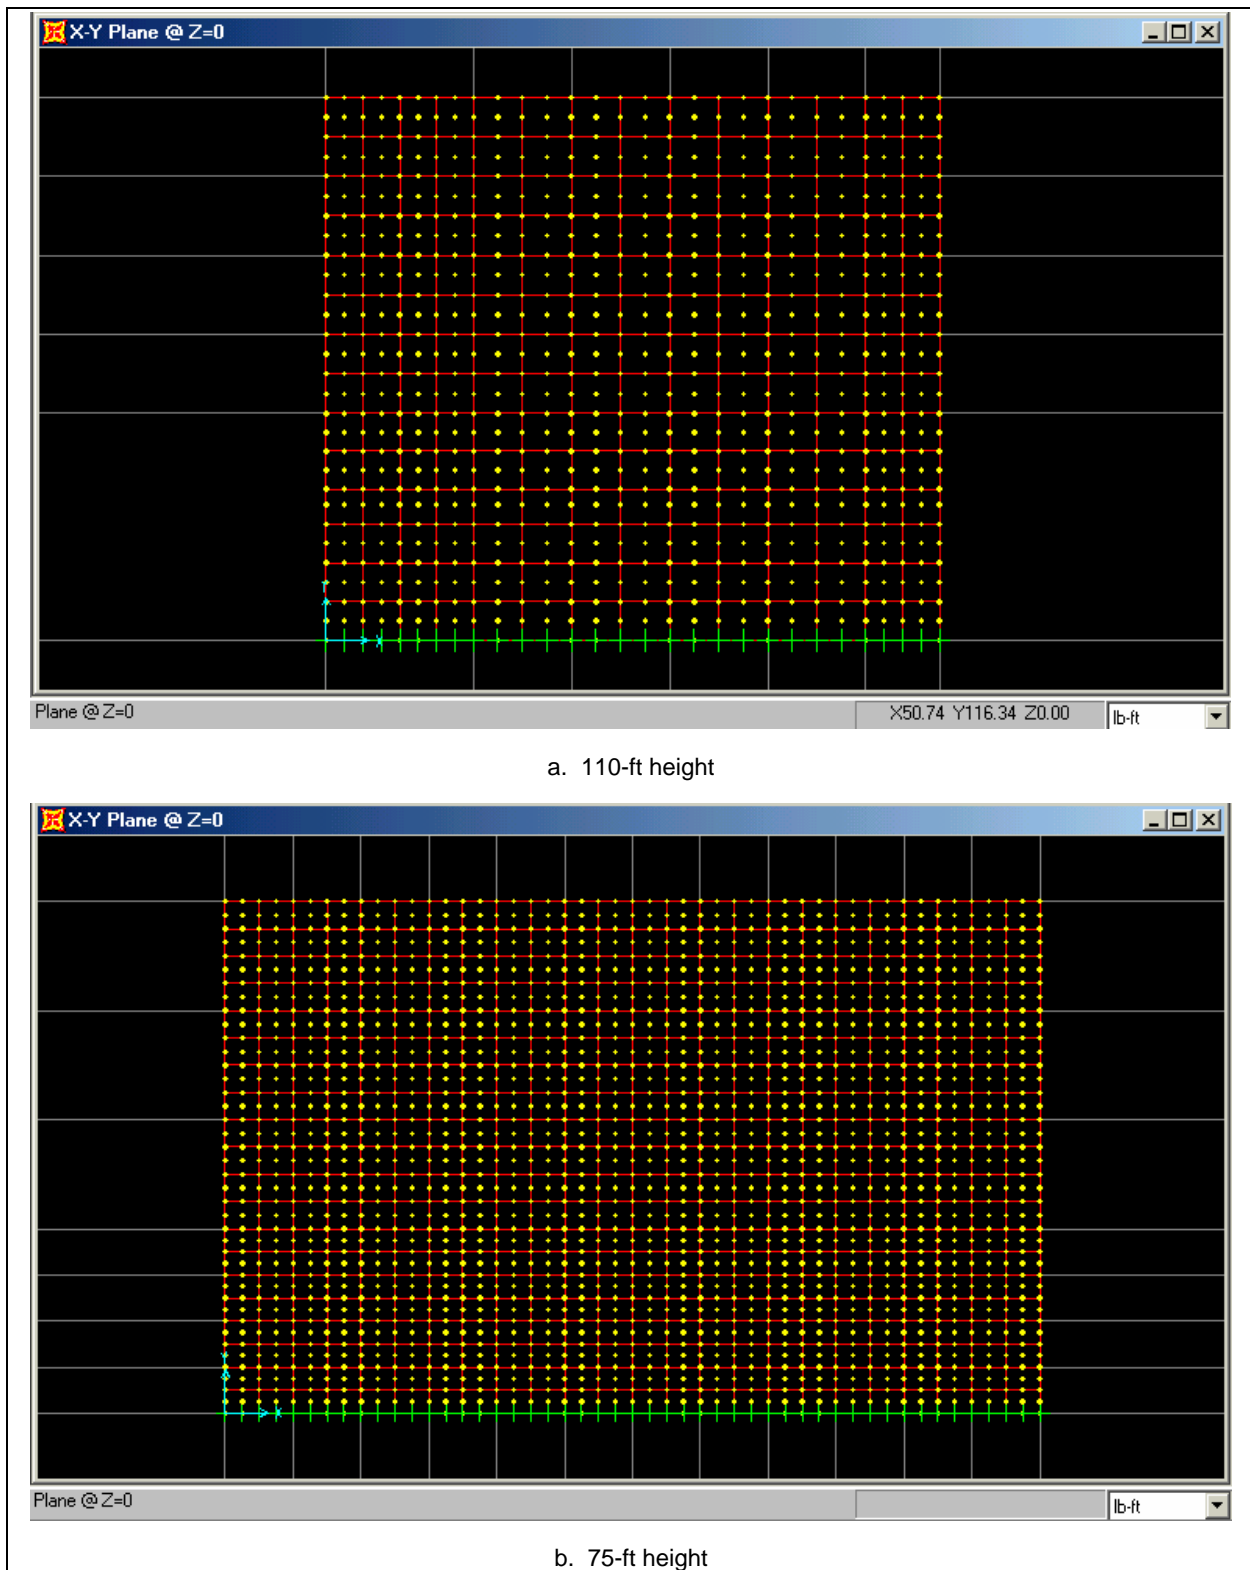 X-Y Plane @ Z=0
Y
X
Plane @ Z=0
X50.74 Y116.34 Z0.00
lb-ft
a. 110-ft height
X-Y Plane @ Z=0
Y
X
Plane @ Z=0
lb-ft
b. 75-ft height